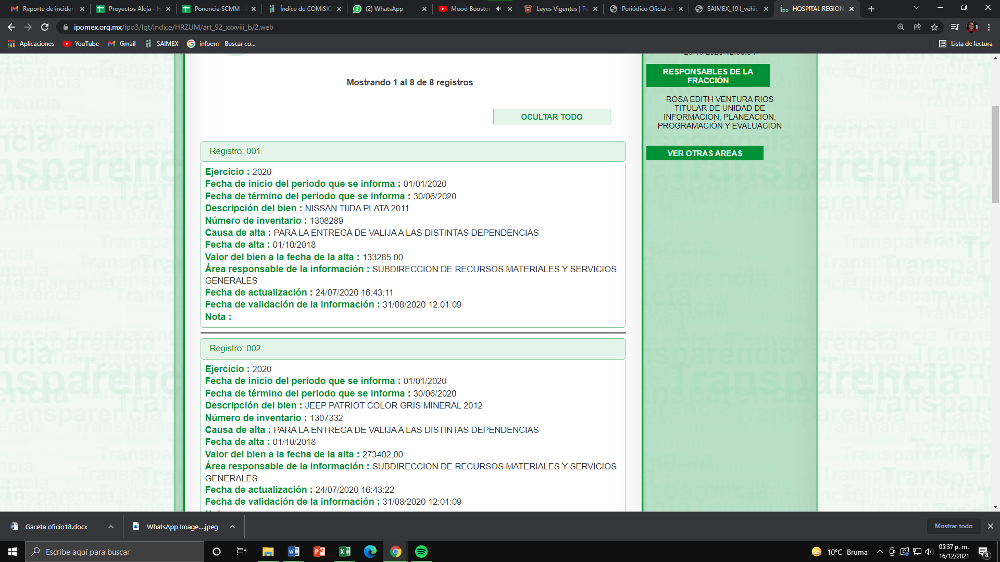 Reporte de inciden
Proyectos Aleja - H
Ponencia SCMM -
Índice de COMISIO
(2) WhatsApp
Mood Booster
Leyes Vigentes | Pe
Periódico Oficial de
SAIMEX_191_vehic
HOSPITAL REGION
ipomex.org.mx/ipo3/lgt/indice/HRZUM/art_92_xxxviii_b/2.web
Aplicaciones
YouTube
Gmail
SAIMEX
infoem - Buscar co...
Lista de lectura
Mostrando 1 al 8 de 8 registros
OCULTAR TODO
Registro: 001
Ejercicio : 2020
Fecha de inicio del periodo que se informa : 01/01/2020
Fecha de término del periodo que se informa : 30/06/2020
Descripción del bien : NISSAN TIIDA PLATA 2011
Número de inventario : 1308289
Causa de alta : PARA LA ENTREGA DE VALIJA A LAS DISTINTAS DEPENDENCIAS
Fecha de alta : 01/10/2018
Valor del bien a la fecha de la alta : 133285.00
Área responsable de la información : SUBDIRECCION DE RECURSOS MATERIALES Y SERVICIOS
GENERALES
Fecha de actualización : 24/07/2020 16:43:11
Fecha de validación de la información : 31/08/2020 12:01:09
Nota :
Registro: 002
Ejercicio : 2020
Fecha de inicio del periodo que se informa : 01/01/2020
Fecha de término del periodo que se informa : 30/06/2020
Descripción del bien : JEEP PATRIOT COLOR GRIS MINERAL 2012
Número de inventario : 1307332
Causa de alta : PARA LA ENTREGA DE VALIJA A LAS DISTINTAS DEPENDENCIAS
Fecha de alta : 01/10/2018
Valor del bien a la fecha de la alta : 273402.00
Área responsable de la información : SUBDIRECCION DE RECURSOS MATERIALES Y SERVICIOS
GENERALES
Fecha de actualización : 24/07/2020 16:43:22
Fecha de validación de la información : 31/08/2020 12:01:09
RESPONSABLES DE LA
FRACCIÓN
ROSA EDITH VENTURA RIOS
TITULAR DE UNIDAD DE
INFORMACION, PLANEACION,
PROGRAMACIÓN Y EVALUACION
VER OTRAS AREAS
Gaceta oficio18.docx
WhatsApp Image....jpeg
Mostrar todo
Escribe aquí para buscar
10°C Bruma
05:37 p. m.
16/12/2021
4